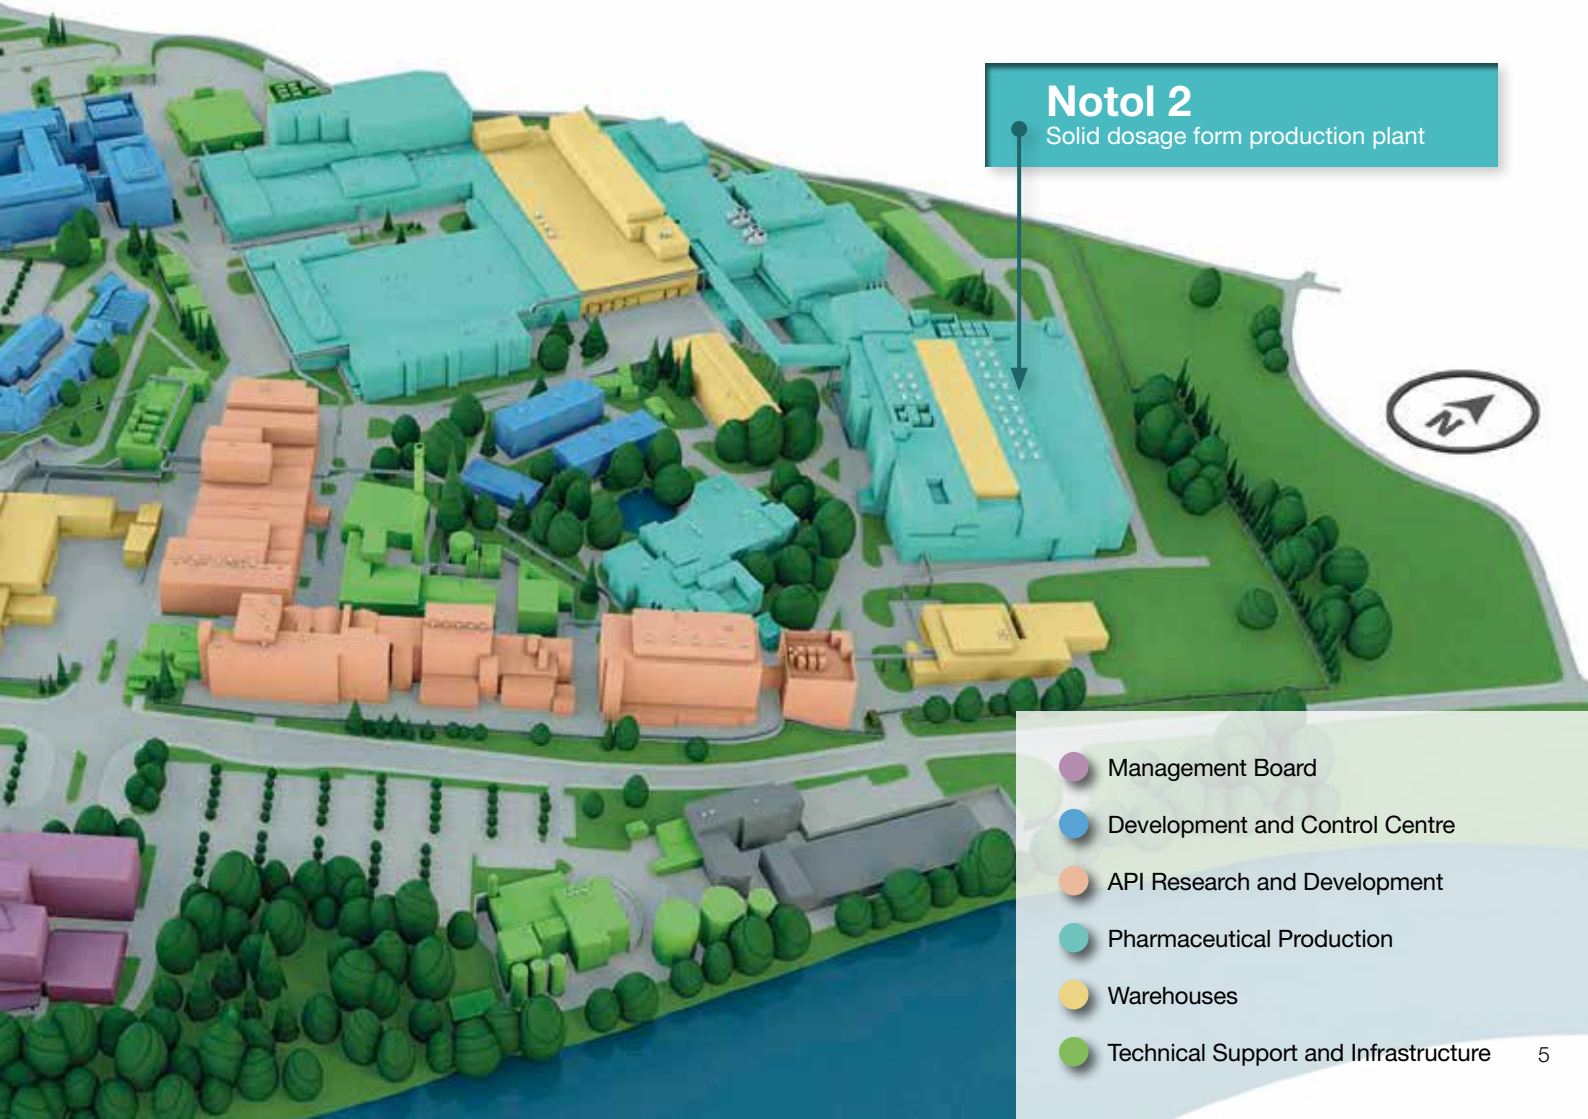 Notol 2
Solid dosage form production plant
N
Management Board
Development and Control Centre
API Research and Development
Pharmaceutical Production
Warehouses
Technical Support and Infrastructure
5